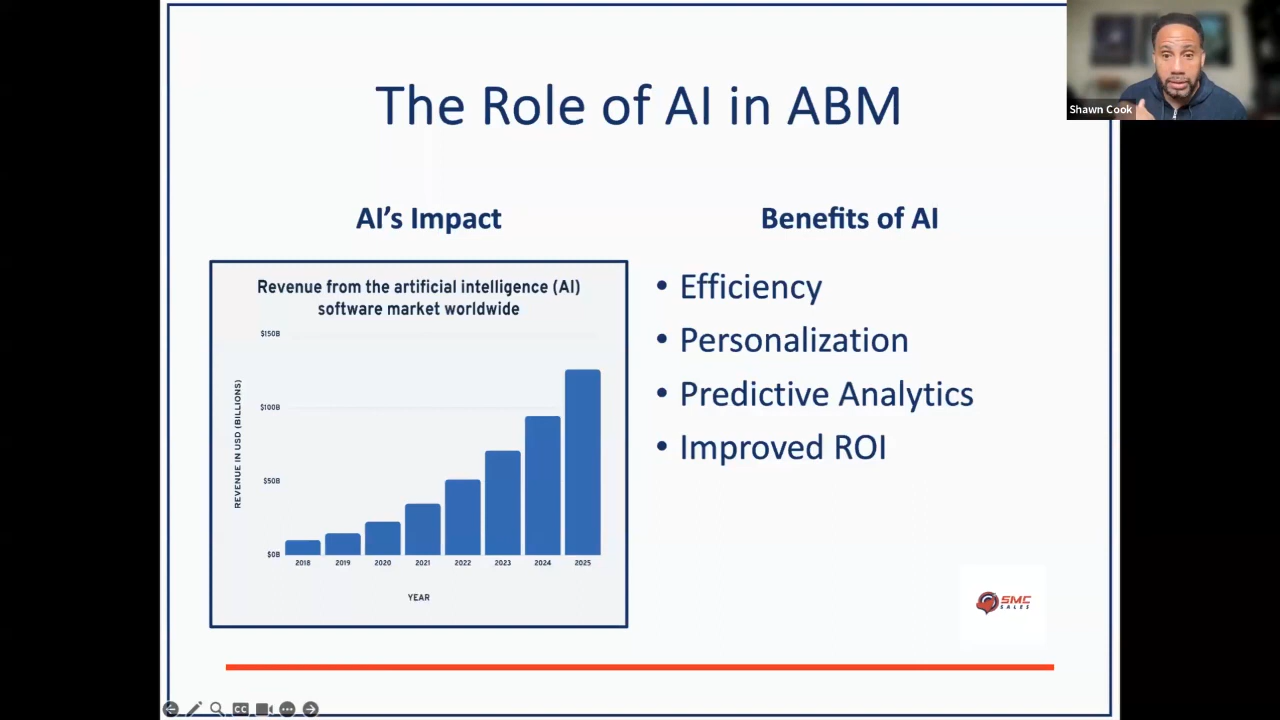 The Role of AI in ABM
Shawn Cook
AI's Impact
Revenue from the artificial intelligence (AI)
software market worldwide
$150B
$100B
$50B
$0B
REVENUE IN USD (BILLIONS)
2018 2019 2020 2021 2022 2023 2024 2025
YEAR
Benefits of AI
• Efficiency
• Personalization
• Predictive Analytics
• Improved ROI
SMC
SALES
CC